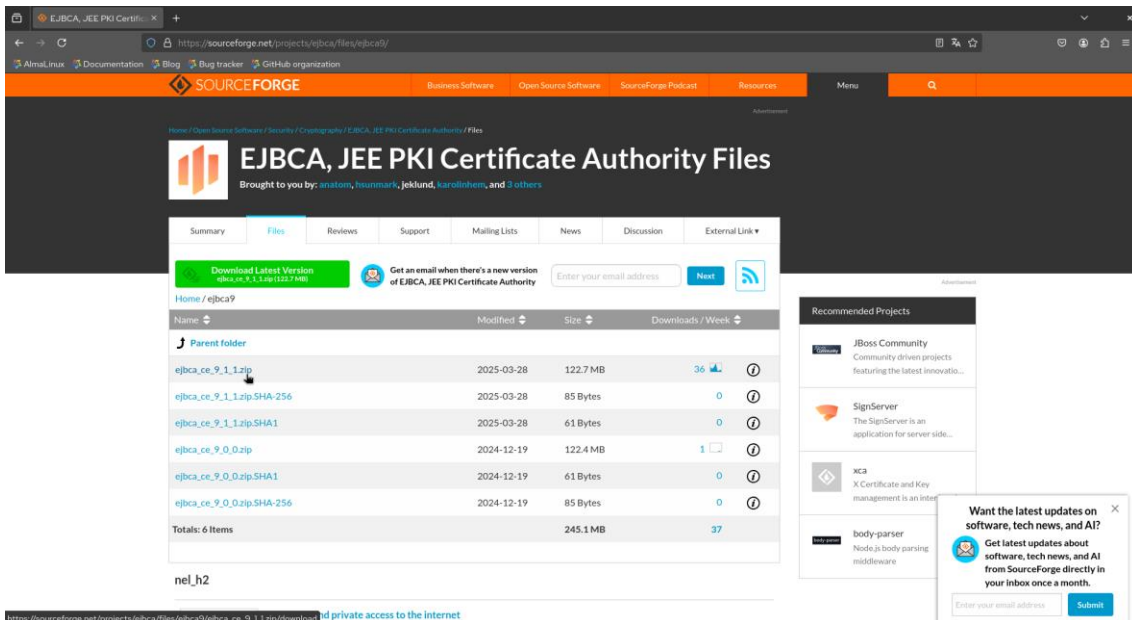 EJBCA, JEE PKI Certific
https://sourceforge.net/projects/ejbca/files/ejbca9/
AlmaLinux Documentation Blog Bug tracker GitHub organization
SOURCEFORGE Business Software Open Source Software SourceForge Podcast Resources Menu
Advertisement
Home / Open Source Software / Security / Cryptography / EJBCA, JEE PKI Certificate Authority / Files
EJBCA, JEE PKI Certificate Authority Files
Brought to you by: anatom, hsunmark, jeklund, karolinhem, and 3 others
Summary Files Reviews Support Mailing Lists News Discussion External Link ▾
Download Latest Version
ejbca_ce_9_1_1.zip (122.7 MB)
Get an email when there's a new version
of EJBCA, JEE PKI Certificate Authority
Enter your email address
Next
Home / ejbca9
Name Modified Size Downloads / Week
Parent folder
ejbca_ce_9_1_1.zip 2025-03-28 122.7 MB 36
ejbca_ce_9_1_1.zip.SHA-256 2025-03-28 85 Bytes 0
ejbca_ce_9_1_1.zip.SHA1 2025-03-28 61 Bytes 0
ejbca_ce_9_0_0.zip 2024-12-19 122.4 MB 1
ejbca_ce_9_0_0.zip.SHA1 2024-12-19 61 Bytes 0
ejbca_ce_9_0_0.zip.SHA-256 2024-12-19 85 Bytes 0
Totals: 6 Items 245.1 MB 37
nel_h2
nd private access to the internet
https://sourceforge.net/projects/ejbca/files/ejbca9/ejbca_ce_9_1_1.zip/download
Advertisement
Recommended Projects
JBoss Community
Community driven projects
featuring the latest innovatio...
SignServer
The SignServer is an
application for server side...
xca
X Certificate and Key
management is an inter
body-parser
Node.js body parsing
middleware
Want the latest updates on
software, tech news, and AI?
Get latest updates about
software, tech news, and AI
from SourceForge directly in
your inbox once a month.
Enter your email address
Submit